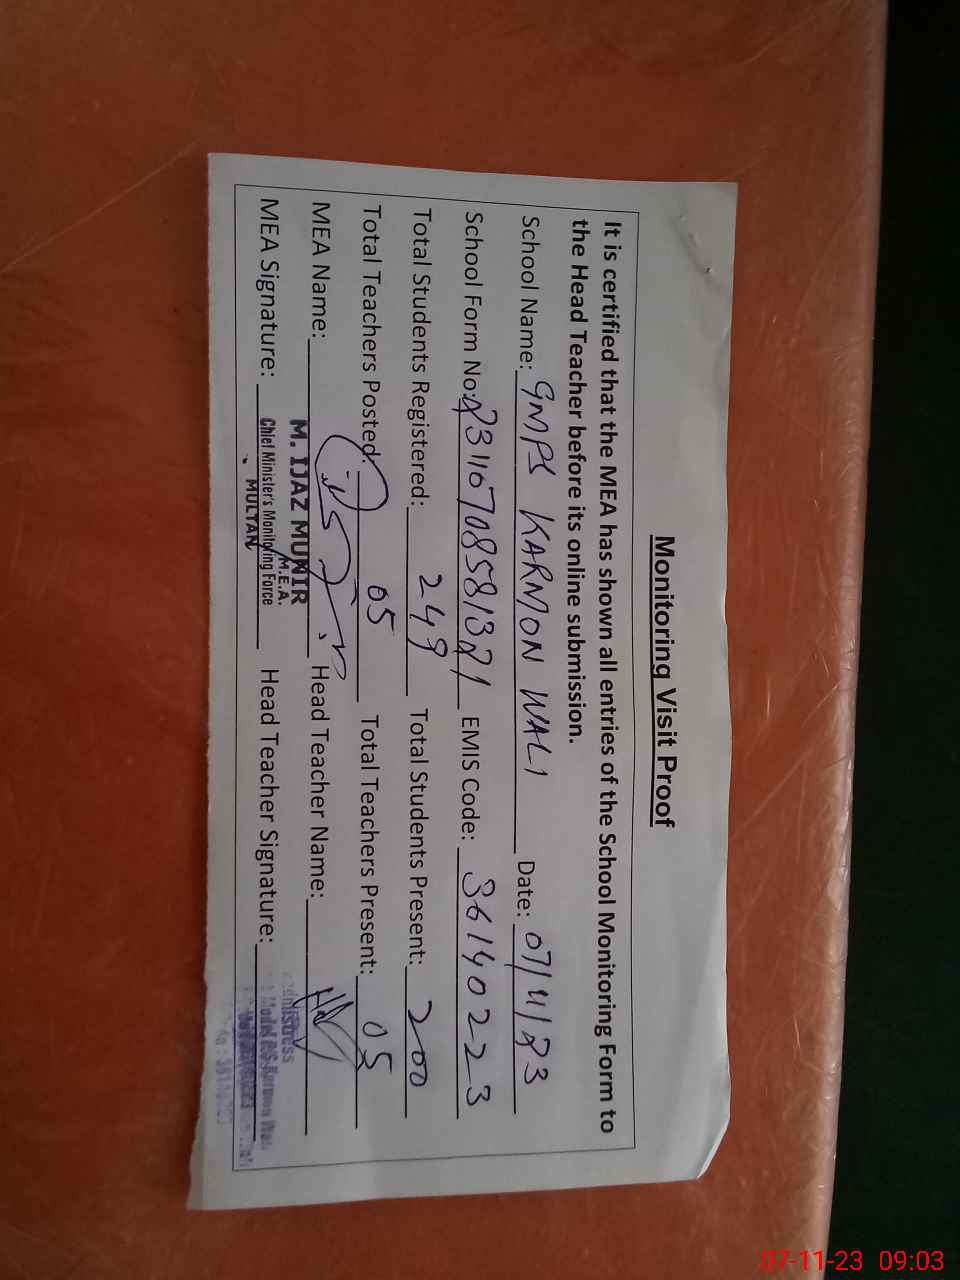 Monitoring Visit Proof
It is certified that the MEA has shown all entries of the School Monitoring Form to
the Head Teacher before its online submission.
School Name: GMPS KARMON WALI Date: 07/11/23
School Form No: EMIS Code: 36140223
Total Students Registered: 249 Total Students Present: 200
Total Teachers Posted: 05 Total Teachers Present: 05
MEA Name: Head Teacher Name:
M. IJAZ MUNIR
M.E.A.
MEA Signature: Head Teacher Signature:
Chief Minister's Monitoring Force
MULTAN
07-11-23 09:03